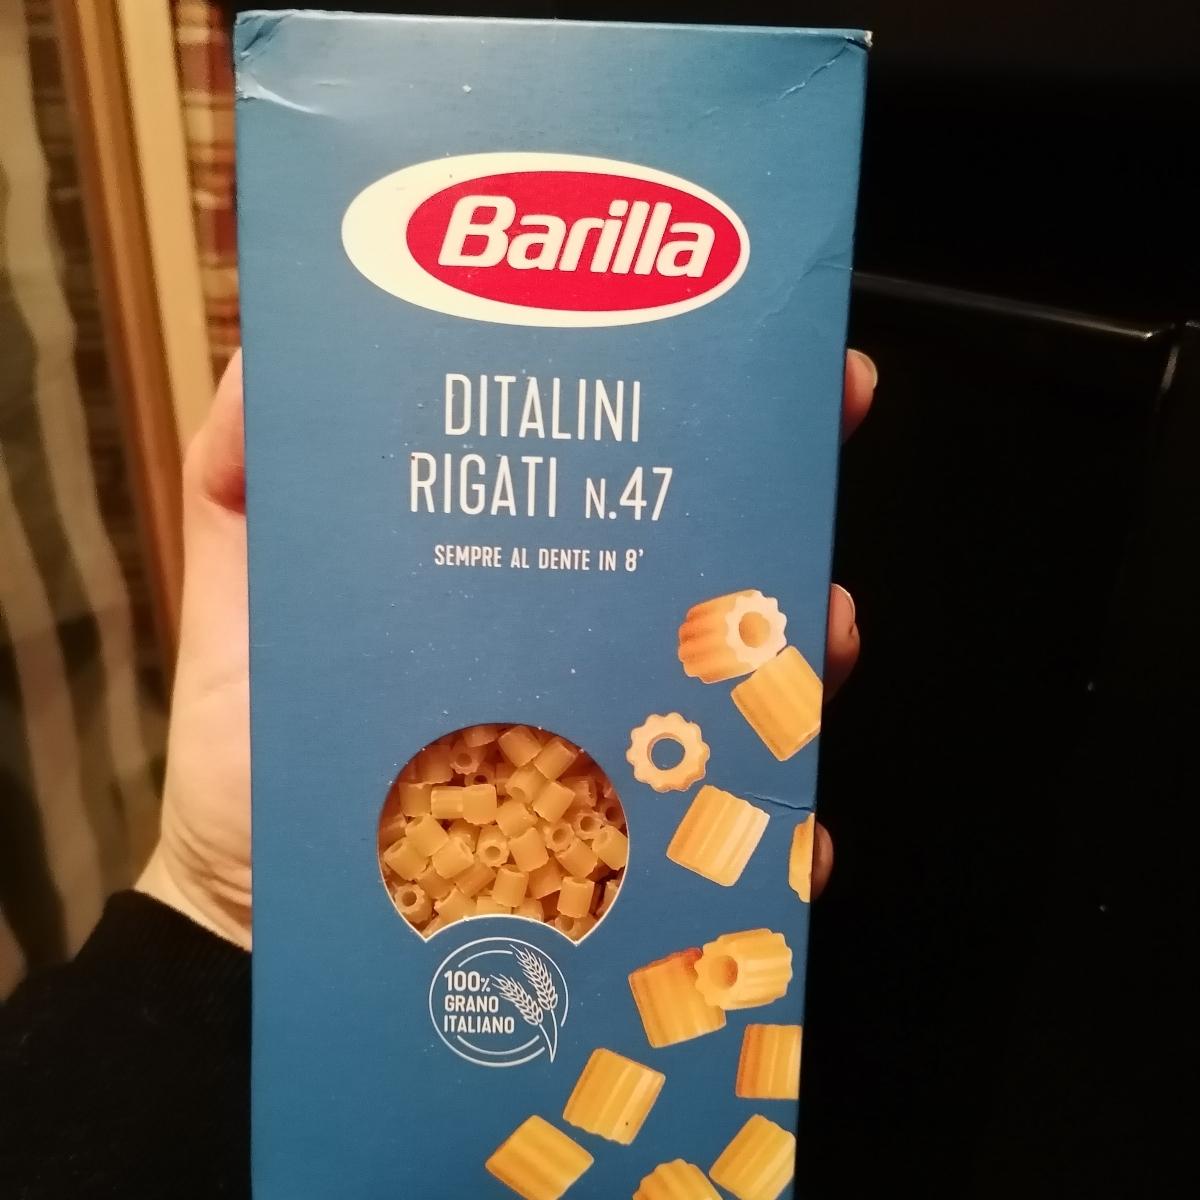 Barilla
DITALINI
RIGATI N.47
SEMPRE AL DENTE IN 8'
100%
GRANO
ITALIANO